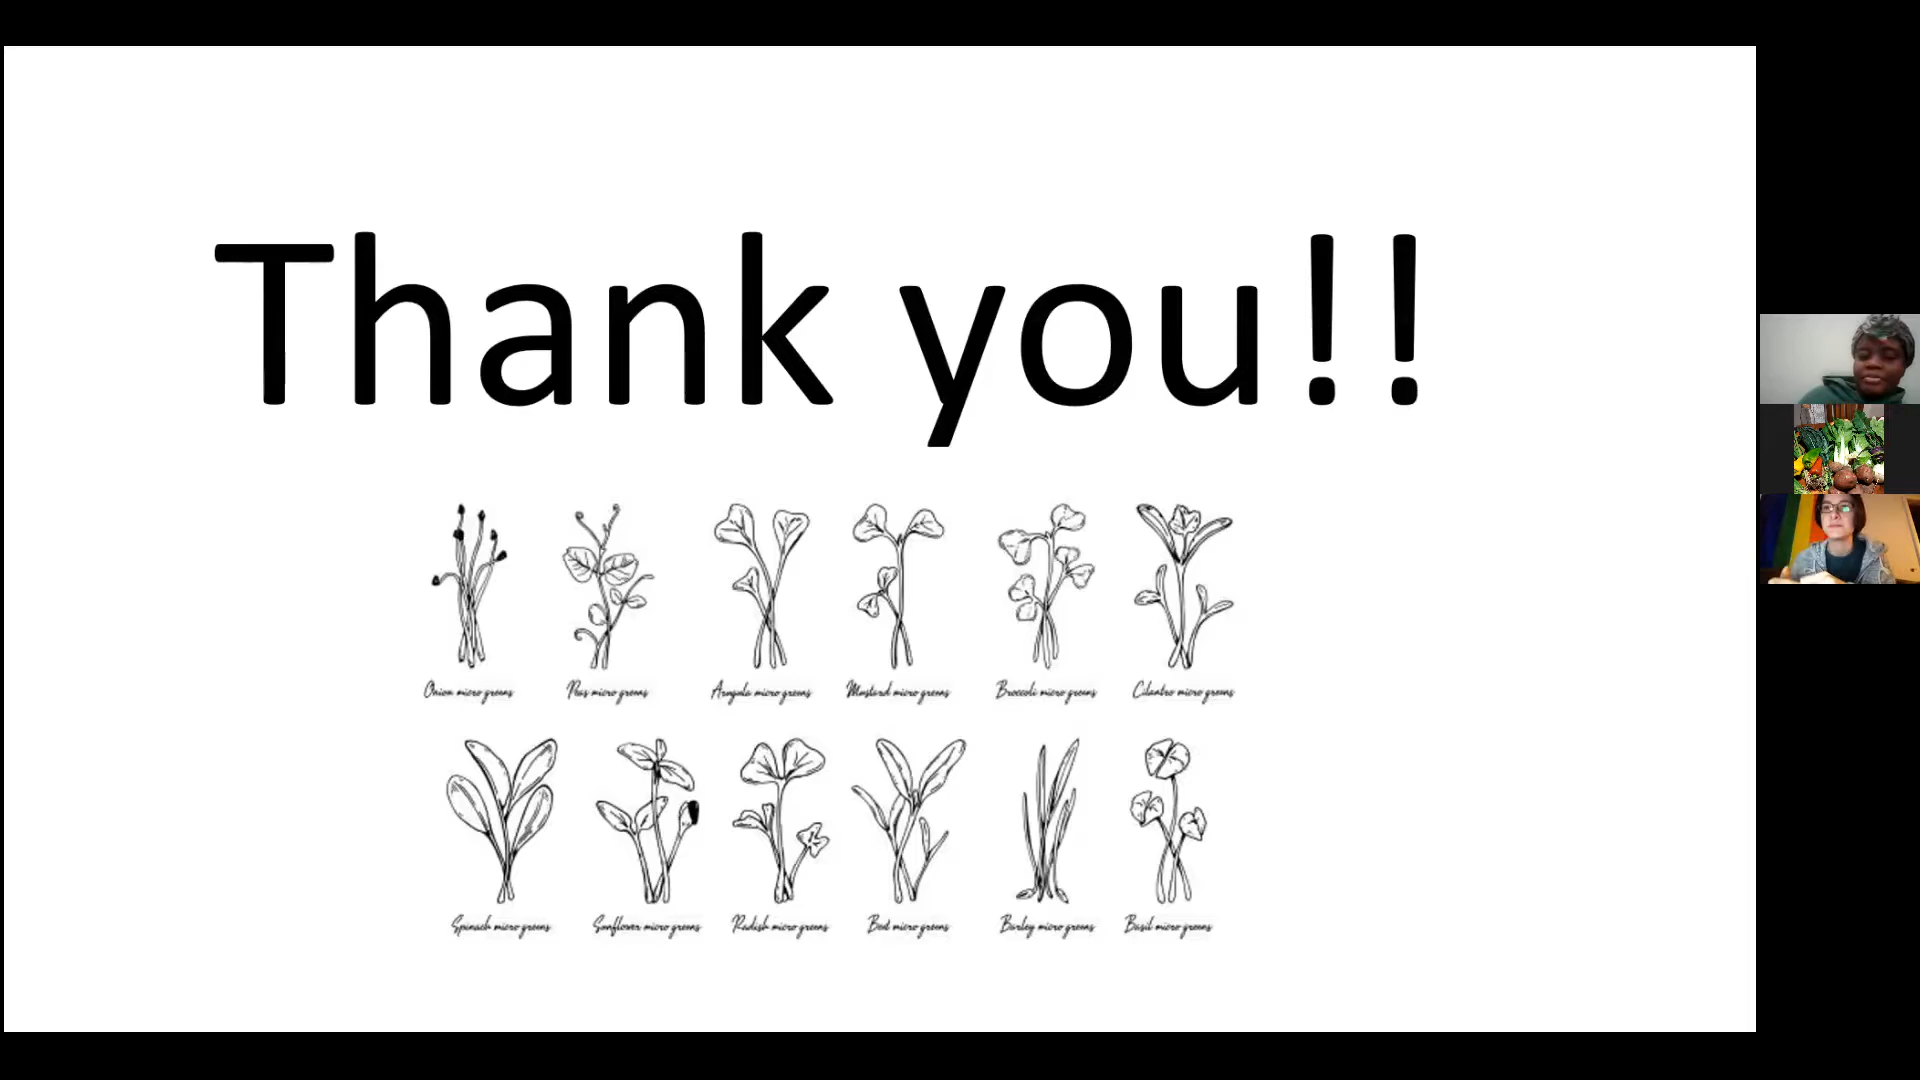 Thank you!!
Onion micro greens Peas micro greens Arugula micro greens Mustard micro greens Broccoli micro greens Cilantro micro greens
Spinach micro greens Sunflower micro greens Radish micro greens Beet micro greens Barley micro greens Basil micro greens